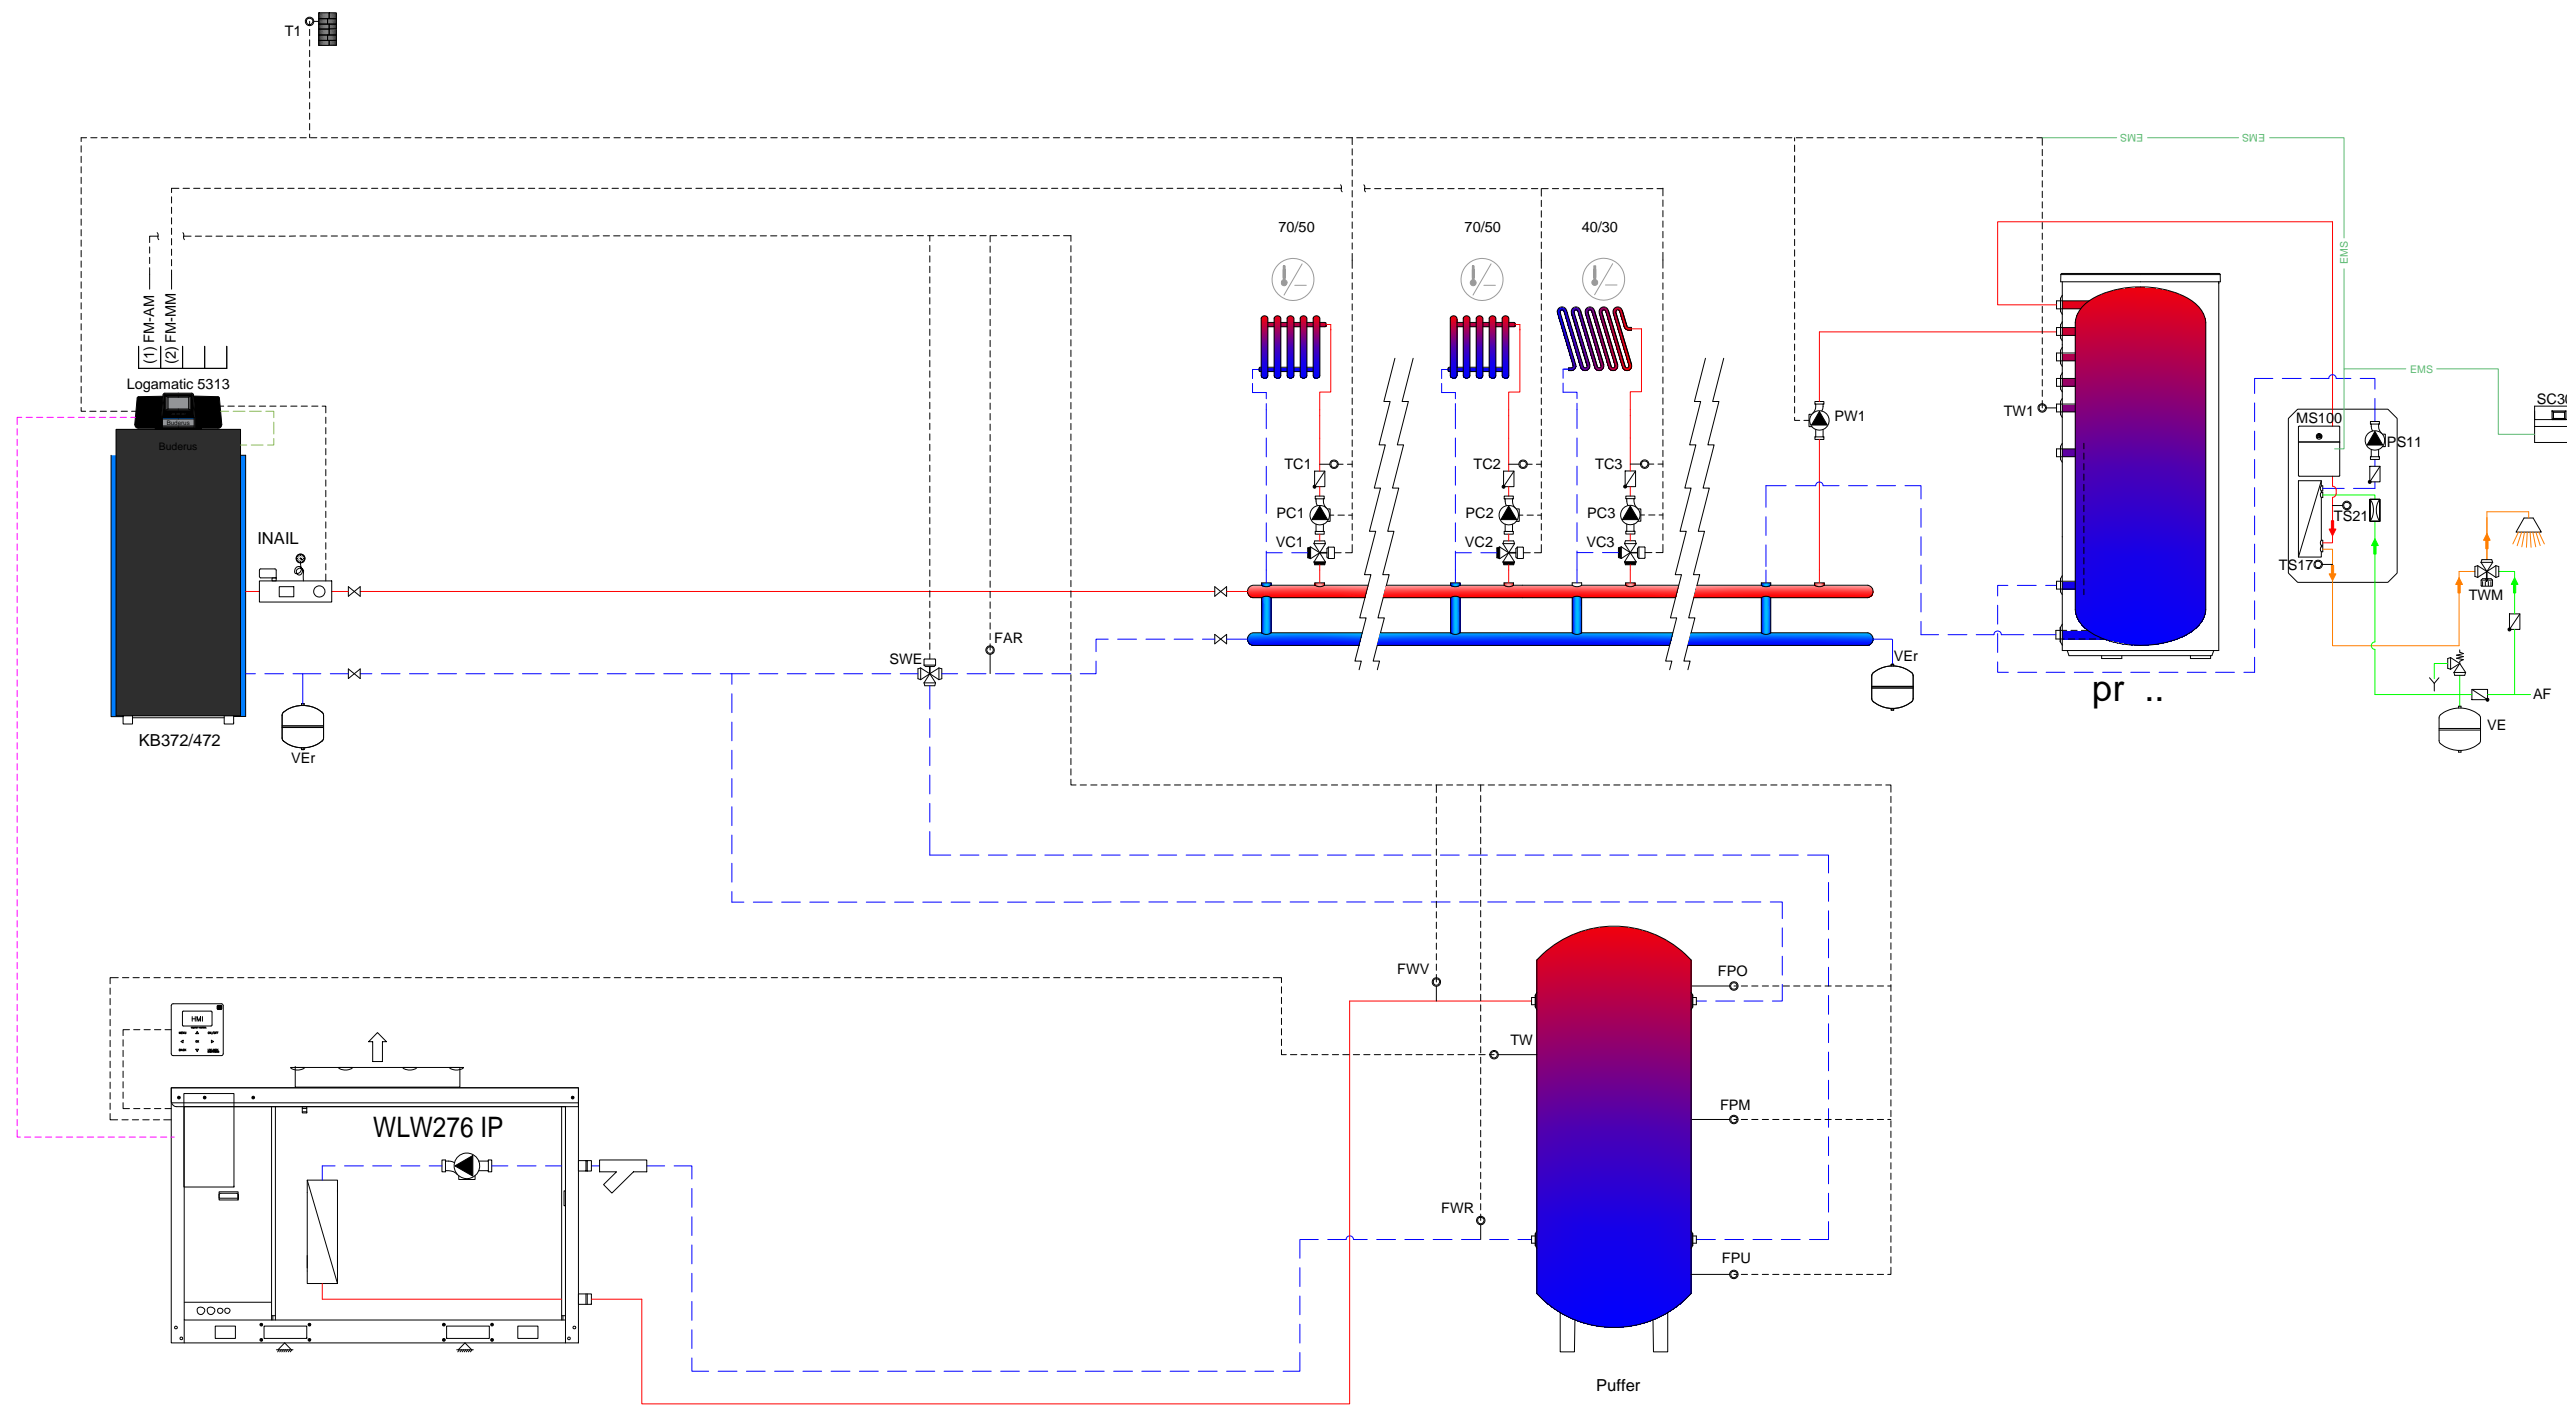 T1
EMS
EMS
70/50
70/50
40/30
EMS
(1) FM-AM
(2) FM-MM
Logamatic 5313
Buderus
Buderus
EMS
SC30
TW1
PW1
MS100
PS11
TC1
TC2
TC3
PC1
PC2
PC3
TS21
VC1
VC2
VC3
INAIL
TS17
TWM
FAR
SWE
VEr
pr ..
AF
VE
KB372/472
VEr
FWV
FPO
HMI
TW
FPM
WLW276 IP
FWR
FPU
Puffer